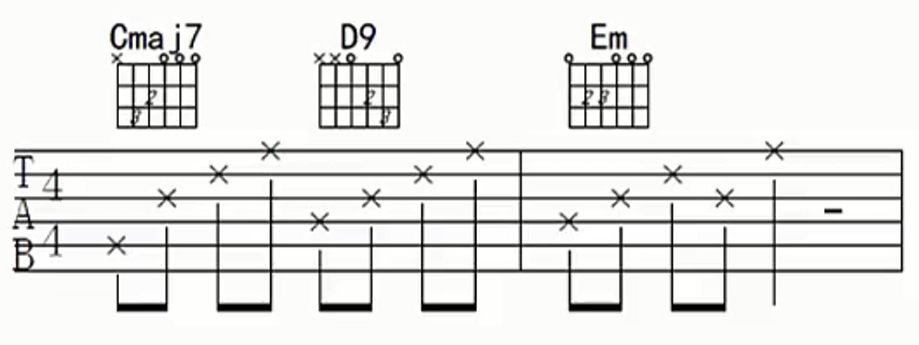 Cmaj7 D9 Em
× o o o × × o o o o o o
2 2 2 3
3 3
T
4
A
4
B